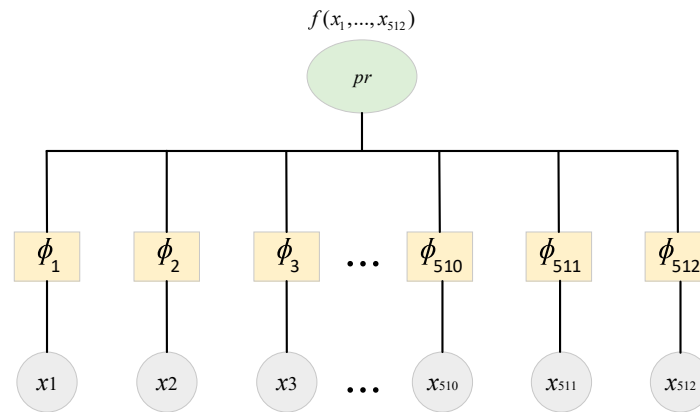 f(x₁,...,x₅₁₂)
pr
ϕ₁ ϕ₂ ϕ₃ ... ϕ₅₁₀ ϕ₅₁₁ ϕ₅₁₂
x1 x2 x3 ... x₅₁₀ x₅₁₁ x₅₁₂